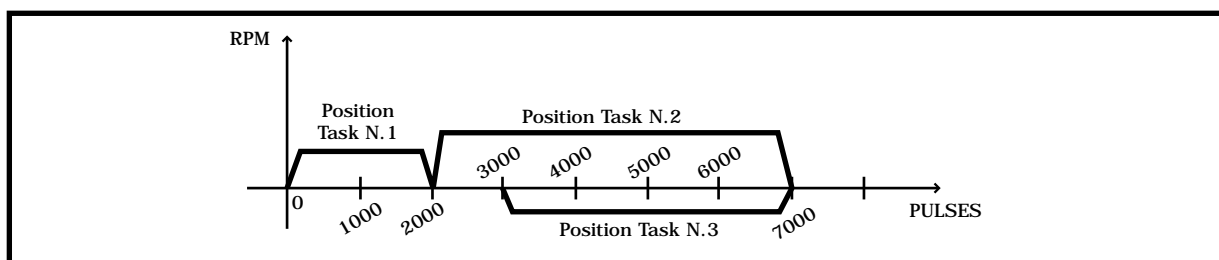 RPM
Position
Task N.1
Position Task N.2
3000
4000
5000
6000
0
1000
2000
Position Task N.3
7000
PULSES